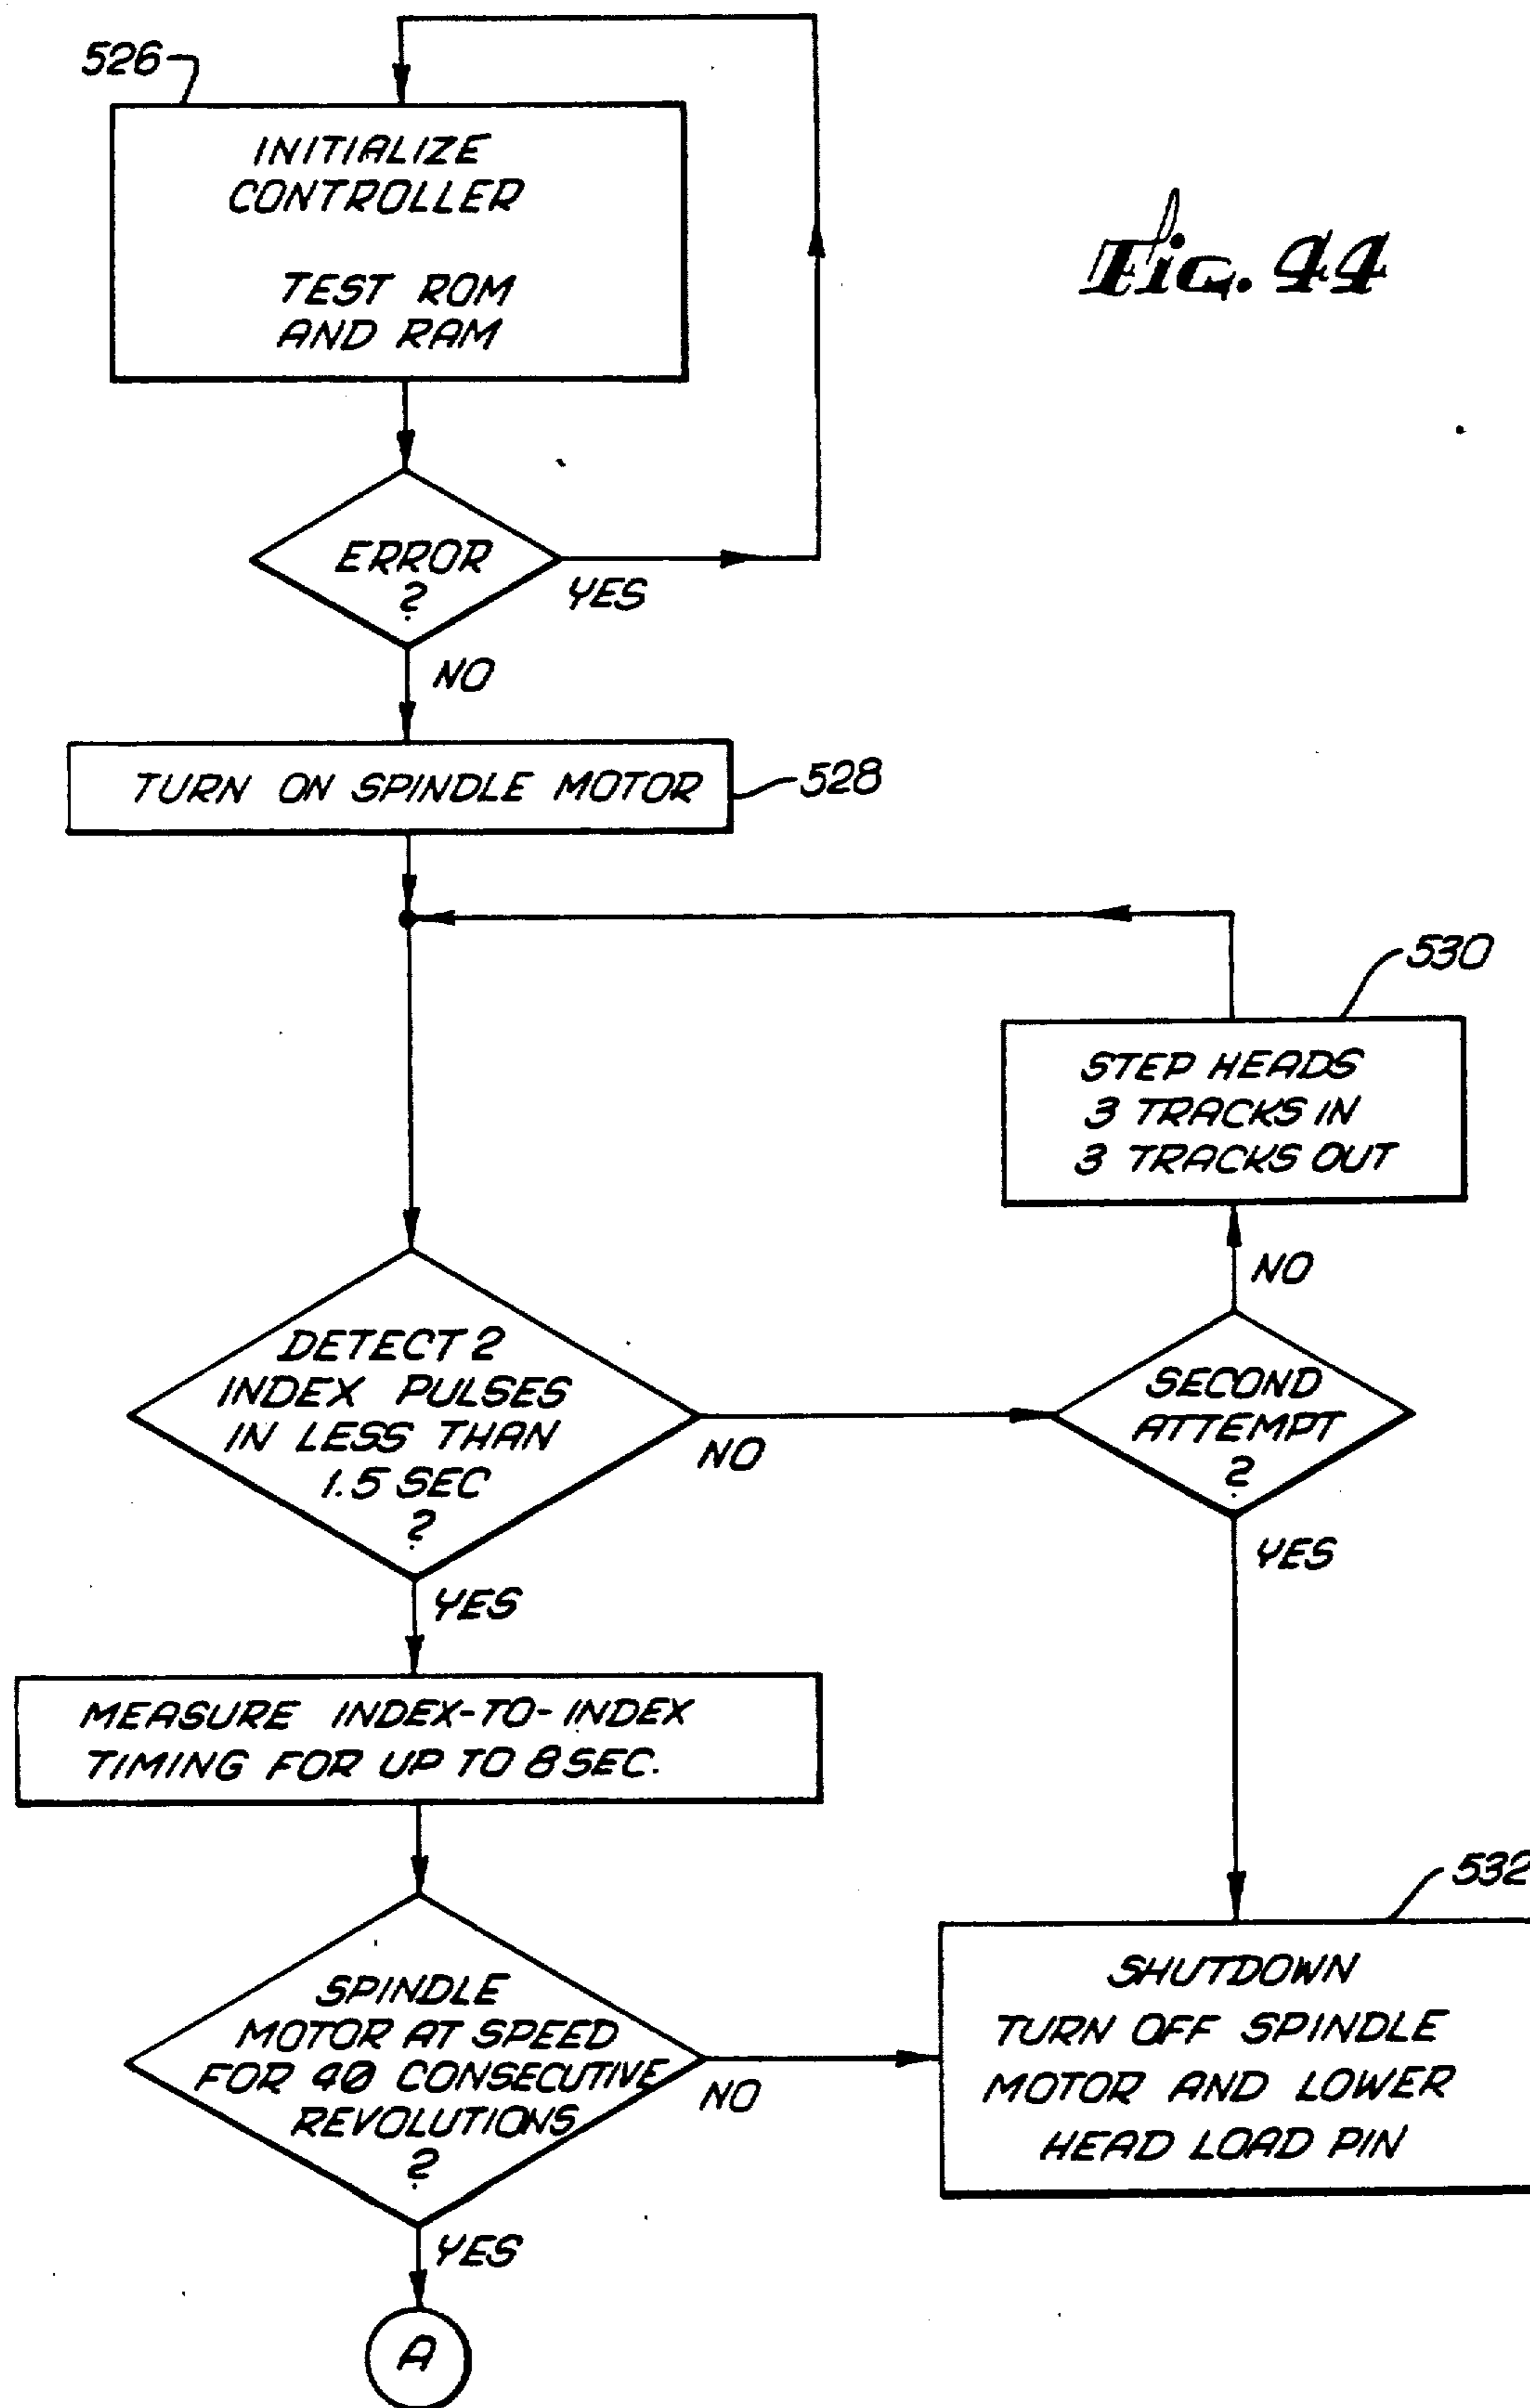 526
INITIALIZE
CONTROLLER
TEST ROM
AND RAM
Fig. 44
ERROR
?
YES
NO
TURN ON SPINDLE MOTOR
528
530
STEP HEADS
3 TRACKS IN
3 TRACKS OUT
NO
DETECT 2
INDEX PULSES
IN LESS THAN
1.5 SEC
?
NO
SECOND
ATTEMPT
?
YES
YES
MEASURE INDEX-TO-INDEX
TIMING FOR UP TO 8 SEC.
532
SPINDLE
MOTOR AT SPEED
FOR 40 CONSECUTIVE
REVOLUTIONS
?
NO
SHUTDOWN
TURN OFF SPINDLE
MOTOR AND LOWER
HEAD LOAD PIN
YES
A